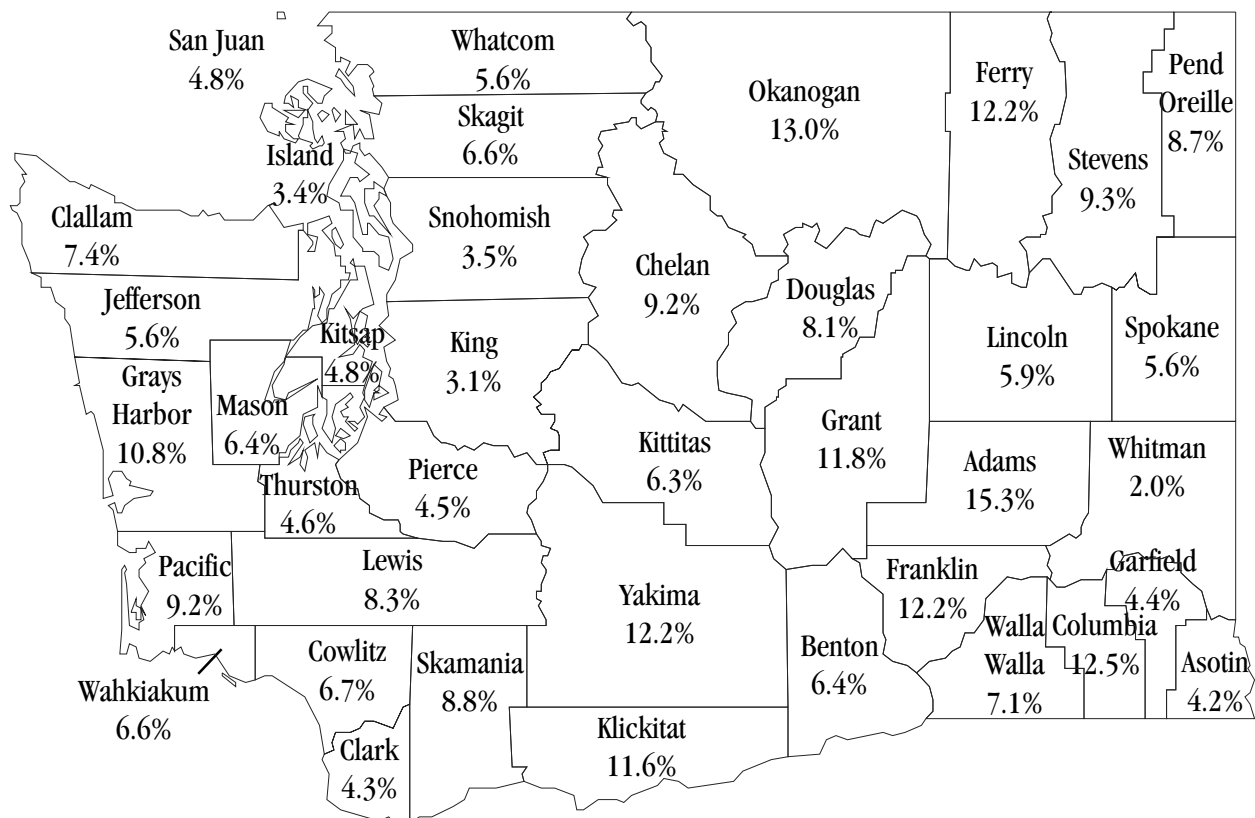 San Juan
4.8%
Whatcom
5.6%
Skagit
6.6%
Island
3.4%
Snohomish
3.5%
Okanogan
13.0%
Ferry
12.2%
Stevens
9.3%
Pend
Oreille
8.7%
Clallam
7.4%
Jefferson
5.6%
Kitsap
4.8%
King
3.1%
Chelan
9.2%
Douglas
8.1%
Lincoln
5.9%
Spokane
5.6%
Grays
Harbor
10.8%
Mason
6.4%
Thurston
4.6%
Pierce
4.5%
Kittitas
6.3%
Grant
11.8%
Adams
15.3%
Whitman
2.0%
Pacific
9.2%
Lewis
8.3%
Yakima
12.2%
Benton
6.4%
Franklin
12.2%
Walla
Walla
7.1%
Columbia
12.5%
Garfield
4.4%
Asotin
4.2%
Wahkiakum
6.6%
Cowlitz
6.7%
Skamania
8.8%
Clark
4.3%
Klickitat
11.6%